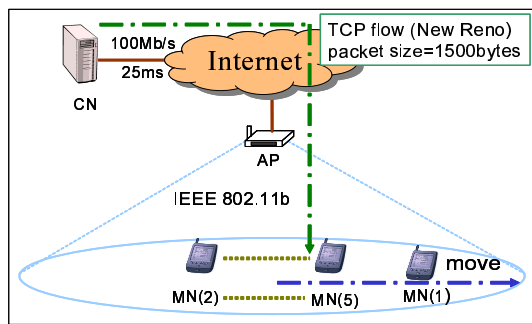 TCP flow (New Reno)
packet size=1500bytes
100Mb/s
25ms
Internet
CN
AP
IEEE 802.11b
move
MN(2)
MN(5)
MN(1)